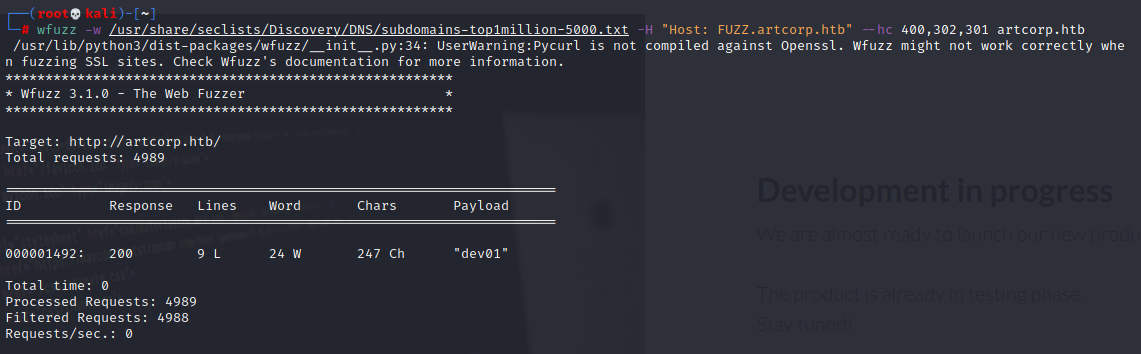 ┌──(root💀kali)-[~]
└─# wfuzz -w /usr/share/seclists/Discovery/DNS/subdomains-top1million-5000.txt -H "Host: FUZZ.artcorp.htb" --hc 400,302,301 artcorp.htb
 /usr/lib/python3/dist-packages/wfuzz/__init__.py:34: UserWarning:Pycurl is not compiled against Openssl. Wfuzz might not work correctly whe
n fuzzing SSL sites. Check Wfuzz's documentation for more information.
********************************************************
* Wfuzz 3.1.0 - The Web Fuzzer                         *
********************************************************
Target: http://artcorp.htb/
Total requests: 4989
=====================================================================
ID           Response   Lines    Word       Chars       Payload
=====================================================================
000001492:   200        9 L      24 W       247 Ch      "dev01"
Total time: 0
Processed Requests: 4989
Filtered Requests: 4988
Requests/sec.: 0
Development in progress
We are almost ready to launch our new produ
The product is already in testing phase.
Stay tuned!